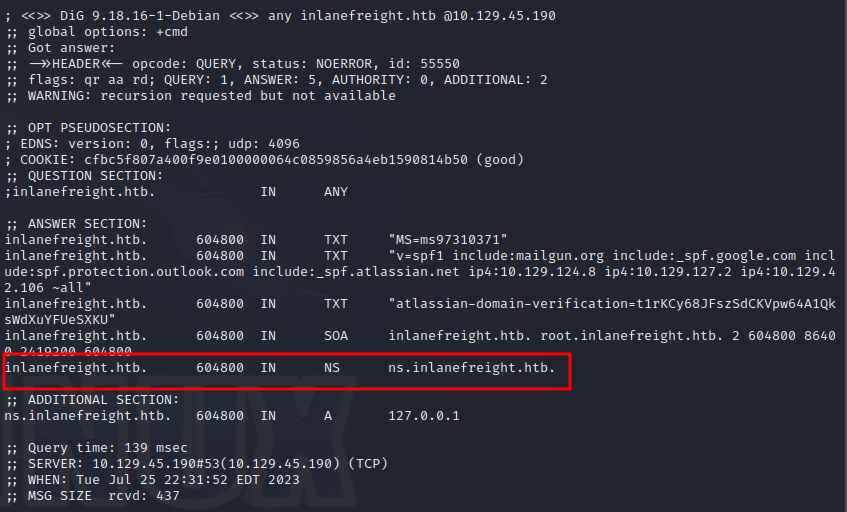 ; <<>> DiG 9.18.16-1-Debian <<>> any inlanefreight.htb @10.129.45.190
;; global options: +cmd
;; Got answer:
;; ->>HEADER<<- opcode: QUERY, status: NOERROR, id: 55550
;; flags: qr aa rd; QUERY: 1, ANSWER: 5, AUTHORITY: 0, ADDITIONAL: 2
;; WARNING: recursion requested but not available
;; OPT PSEUDOSECTION:
; EDNS: version: 0, flags:; udp: 4096
; COOKIE: cfbc5f807a400f9e0100000064c0859856a4eb1590814b50 (good)
;; QUESTION SECTION:
;inlanefreight.htb. IN ANY
;; ANSWER SECTION:
inlanefreight.htb. 604800 IN TXT "MS=ms97310371"
inlanefreight.htb. 604800 IN TXT "v=spf1 include:mailgun.org include:_spf.google.com incl
ude:spf.protection.outlook.com include:_spf.atlassian.net ip4:10.129.124.8 ip4:10.129.127.2 ip4:10.129.4
2.106 ~all"
inlanefreight.htb. 604800 IN TXT "atlassian-domain-verification=t1rKCy68JFszSdCKVpw64A1Qk
sWdXuYFUeSXKU"
inlanefreight.htb. 604800 IN SOA inlanefreight.htb. root.inlanefreight.htb. 2 604800 8640
0 2419200 604800
inlanefreight.htb. 604800 IN NS ns.inlanefreight.htb.
;; ADDITIONAL SECTION:
ns.inlanefreight.htb. 604800 IN A 127.0.0.1
;; Query time: 139 msec
;; SERVER: 10.129.45.190#53(10.129.45.190) (TCP)
;; WHEN: Tue Jul 25 22:31:52 EDT 2023
;; MSG SIZE rcvd: 437